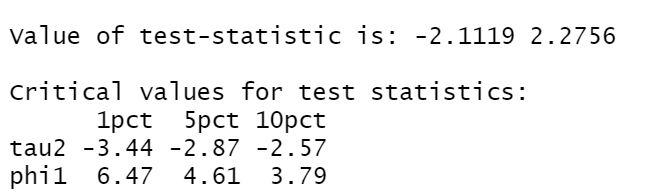 Value of test-statistic is: -2.1119 2.2756
Critical values for test statistics:
1pct 5pct 10pct
tau2 -3.44 -2.87 -2.57
phi1 6.47 4.61 3.79